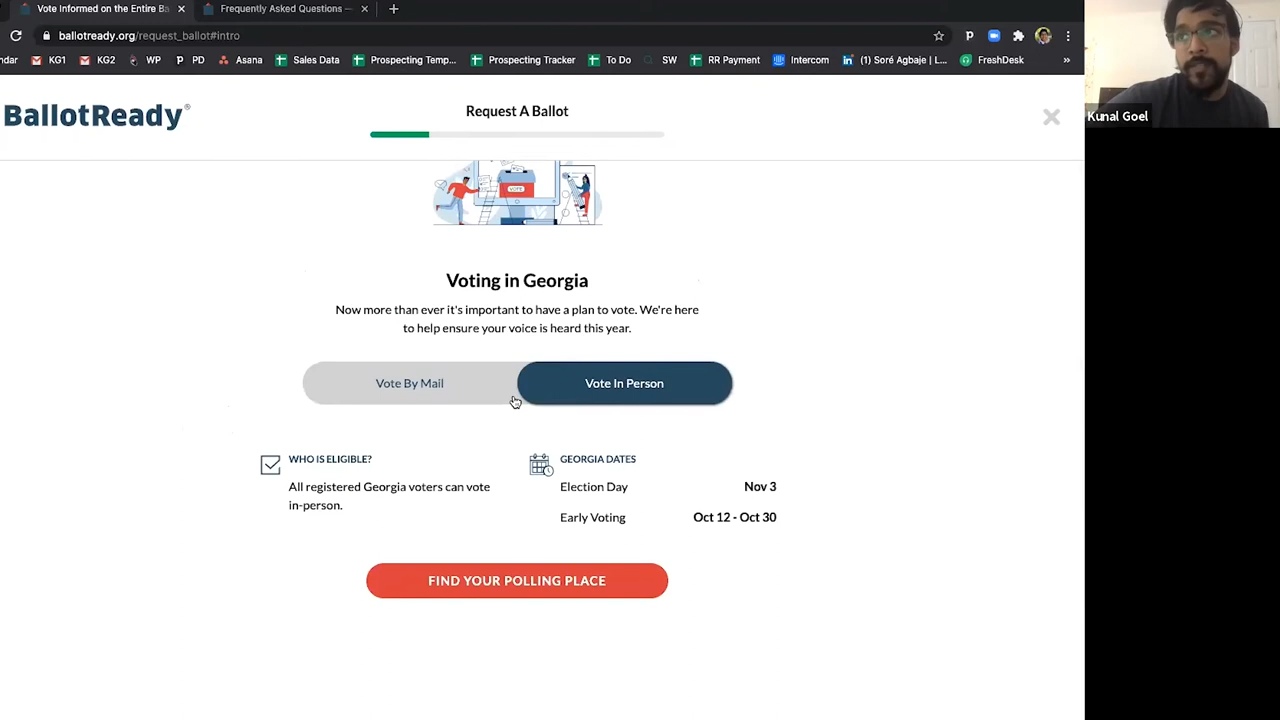 Vote Informed on the Entire Ba
Frequently Asked Questions —
ballotready.org/request_ballot#intro
ndar
KG1
KG2
WP
PD
Asana
Sales Data
Prospecting Temp...
Prospecting Tracker
To Do
SW
RR Payment
Intercom
Soré Agbaje | L...
FreshDesk
»
Kunal Goel
BallotReady®
Request A Ballot
VOTE
Voting in Georgia
Now more than ever it's important to have a plan to vote. We're here
to help ensure your voice is heard this year.
Vote By Mail
Vote In Person
WHO IS ELIGIBLE?
All registered Georgia voters can vote
in-person.
GEORGIA DATES
Election Day Nov 3
Early Voting Oct 12 - Oct 30
FIND YOUR POLLING PLACE